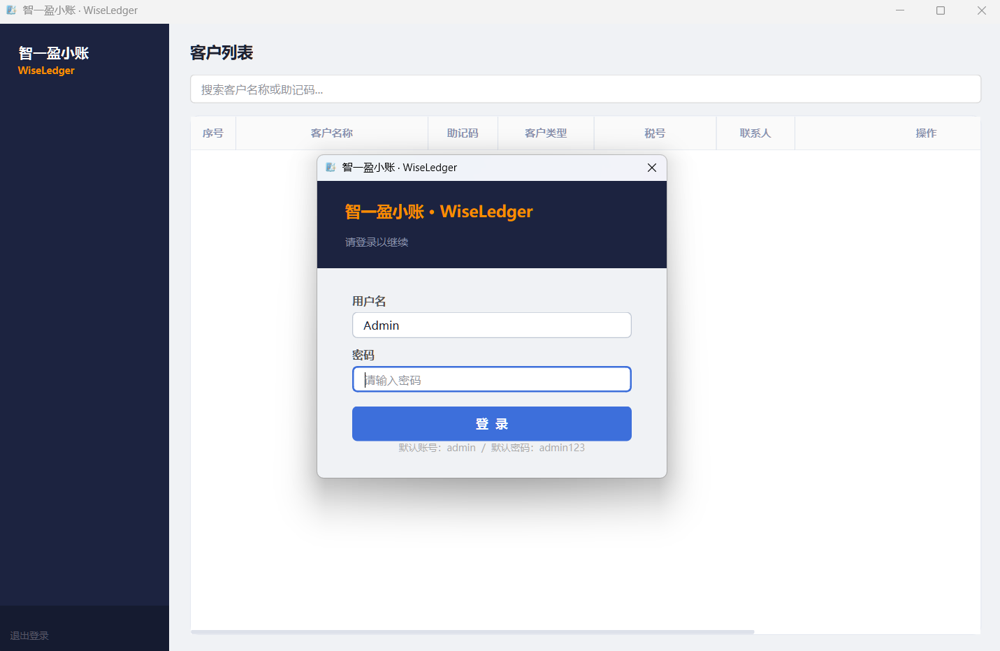 智一盈小账 · WiseLedger
智一盈小账
WiseLedger
退出登录
客户列表
搜索客户名称或助记码...
序号 客户名称 助记码 客户类型 税号 联系人 操作
智一盈小账 · WiseLedger
智一盈小账 • WiseLedger
请登录以继续
用户名
Admin
密码
请输入密码
登 录
默认账号：admin / 默认密码：admin123